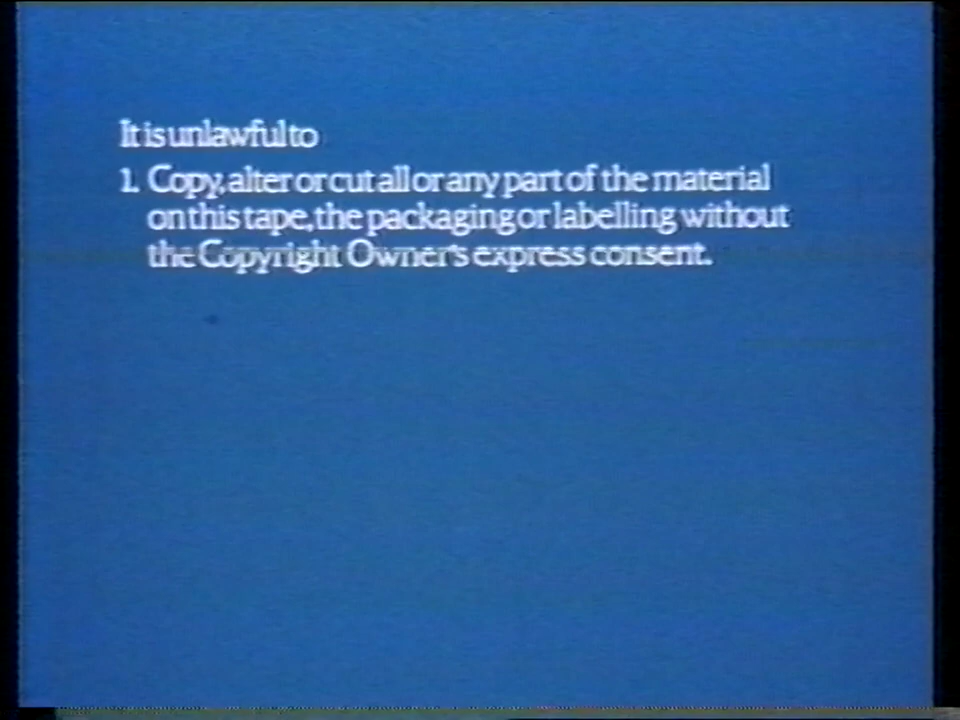 It is unlawful to
1. Copy, alter or cut all or any part of the material
on this tape, the packaging or labelling without
the Copyright Owner's express consent.